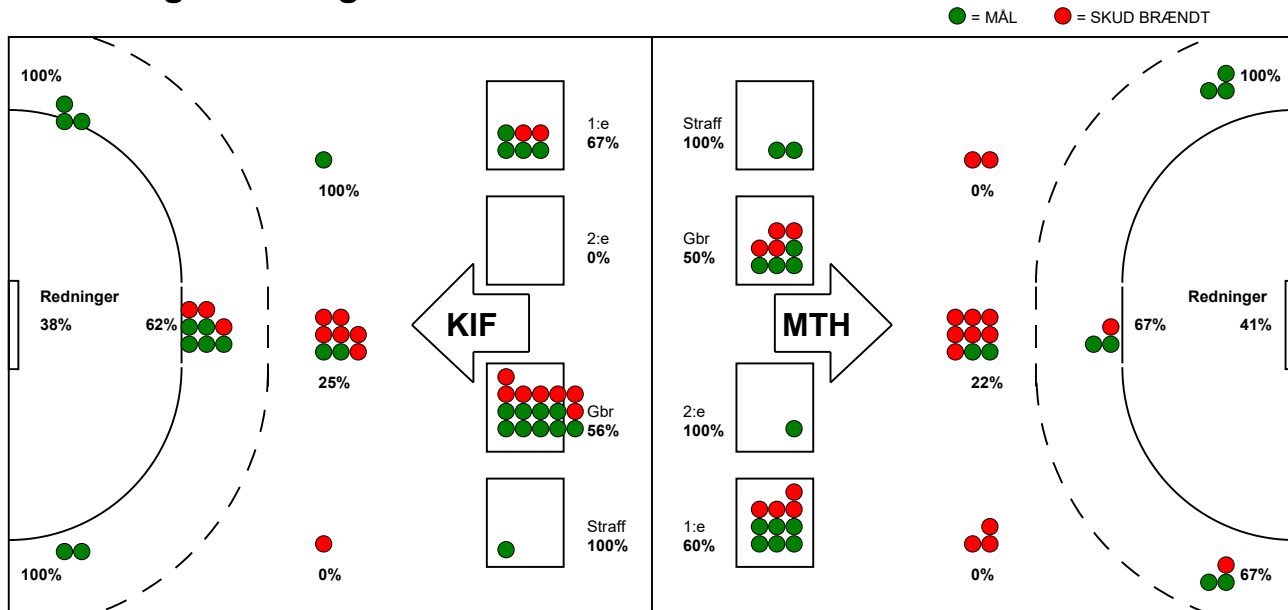 = MÅL
= SKUD BRÆNDT
100%
100%
Redninger
38%
62%
25%
100%
0%
KIF
1:e
67%
2:e
0%
Gbr
56%
Straff
100%
Straff
100%
Gbr
50%
MTH
2:e
100%
1:e
60%
0%
22%
0%
100%
Redninger
67%
41%
67%